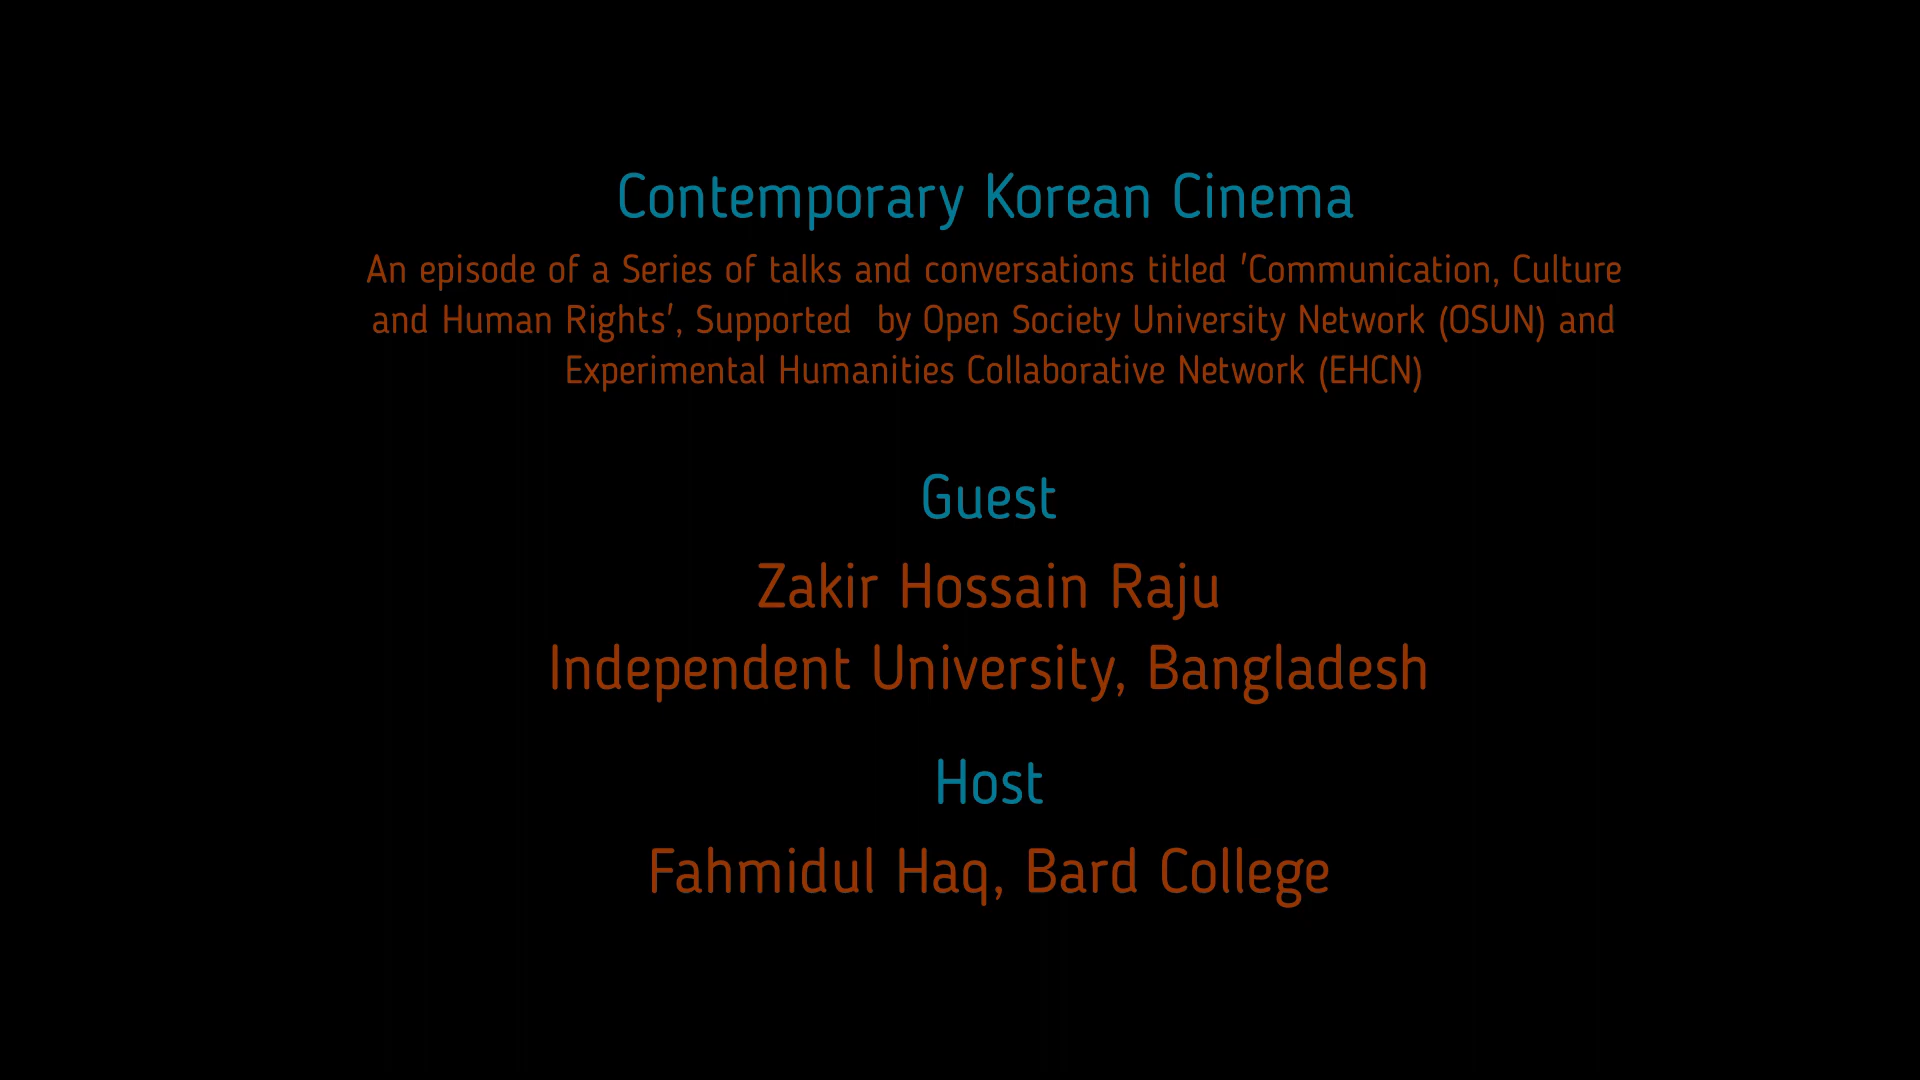 Contemporary Korean Cinema
An episode of a Series of talks and conversations titled 'Communication, Culture
and Human Rights', Supported  by Open Society University Network (OSUN) and
Experimental Humanities Collaborative Network (EHCN)
Guest
Zakir Hossain Raju
Independent University, Bangladesh
Host
Fahmidul Haq, Bard College